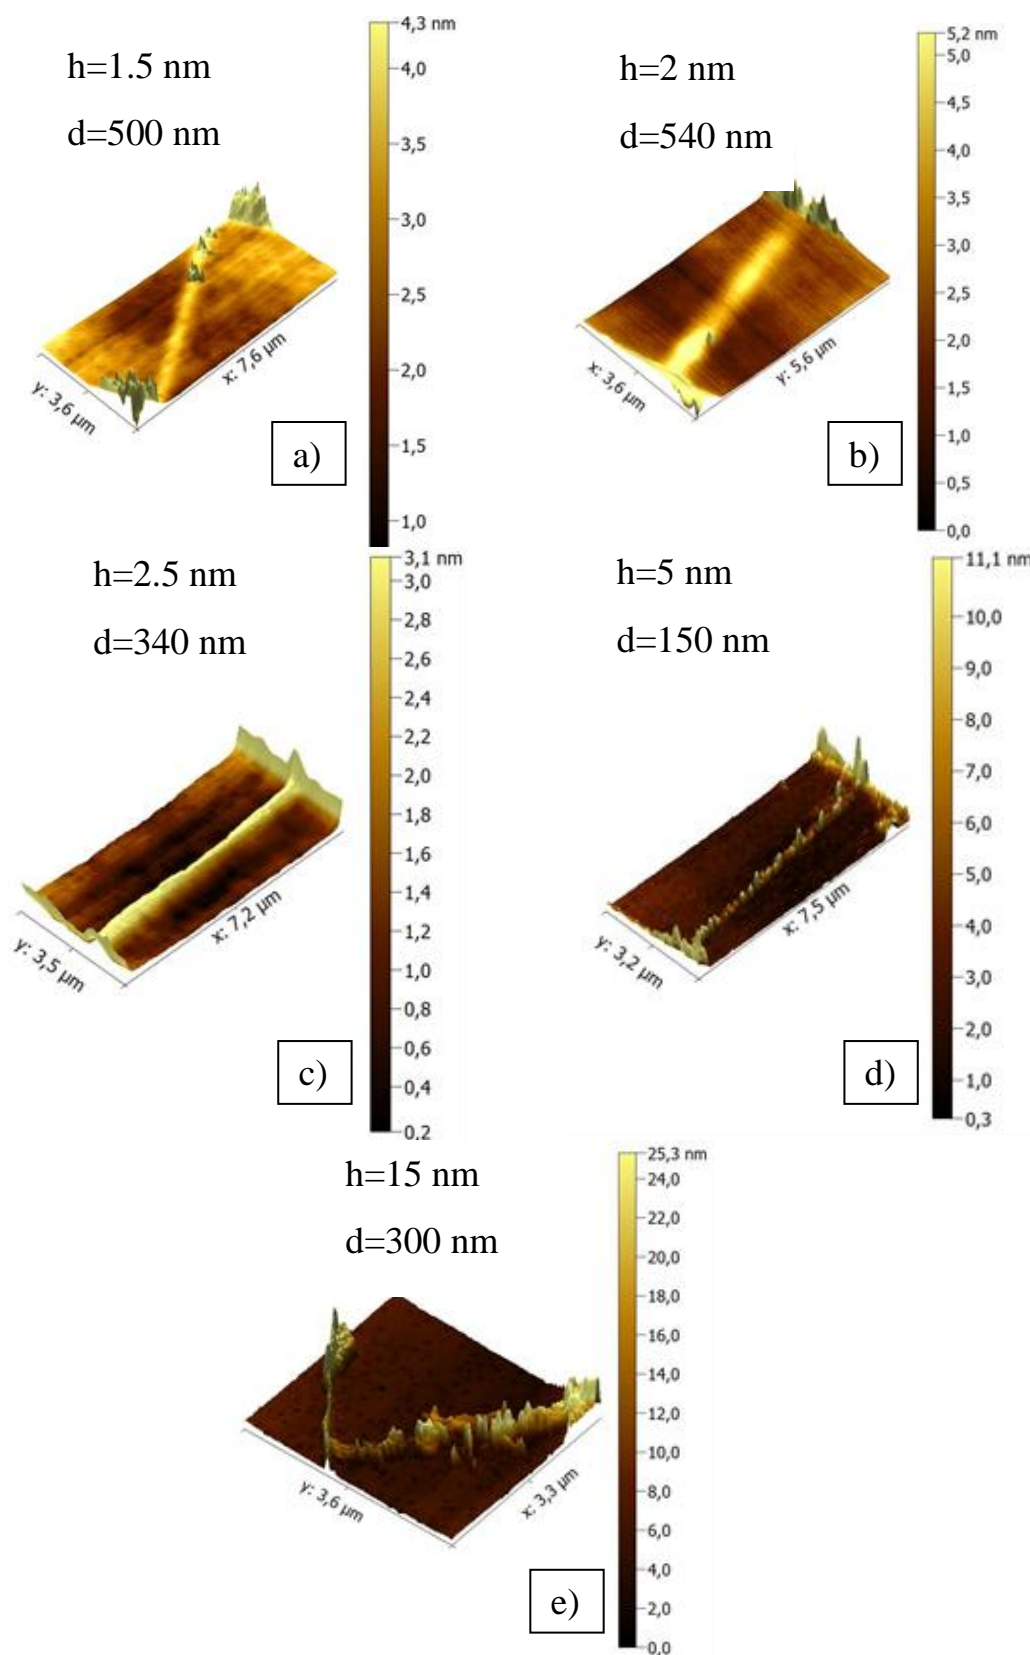 h=1.5 nm
d=500 nm
4,3 nm
4,0
3,5
3,0
2,5
2,0
1,5
1,0
y: 3,6 µm
x: 7,6 µm
a)
h=2 nm
d=540 nm
5,2 nm
5,0
4,5
4,0
3,5
3,0
2,5
2,0
1,5
1,0
0,5
0,0
x: 3,6 µm
y: 5,6 µm
b)
h=2.5 nm
d=340 nm
3,1 nm
3,0
2,8
2,6
2,4
2,2
2,0
1,8
1,6
1,4
1,2
1,0
0,8
0,6
0,4
0,2
y: 3,5 µm
x: 7,2 µm
c)
h=5 nm
d=150 nm
11,1 nm
10,0
9,0
8,0
7,0
6,0
5,0
4,0
3,0
2,0
1,0
0,3
y: 3,2 µm
x: 7,5 µm
d)
h=15 nm
d=300 nm
25,3 nm
24,0
22,0
20,0
18,0
16,0
14,0
12,0
10,0
8,0
6,0
4,0
2,0
0,0
y: 3,6 µm
x: 3,3 µm
e)